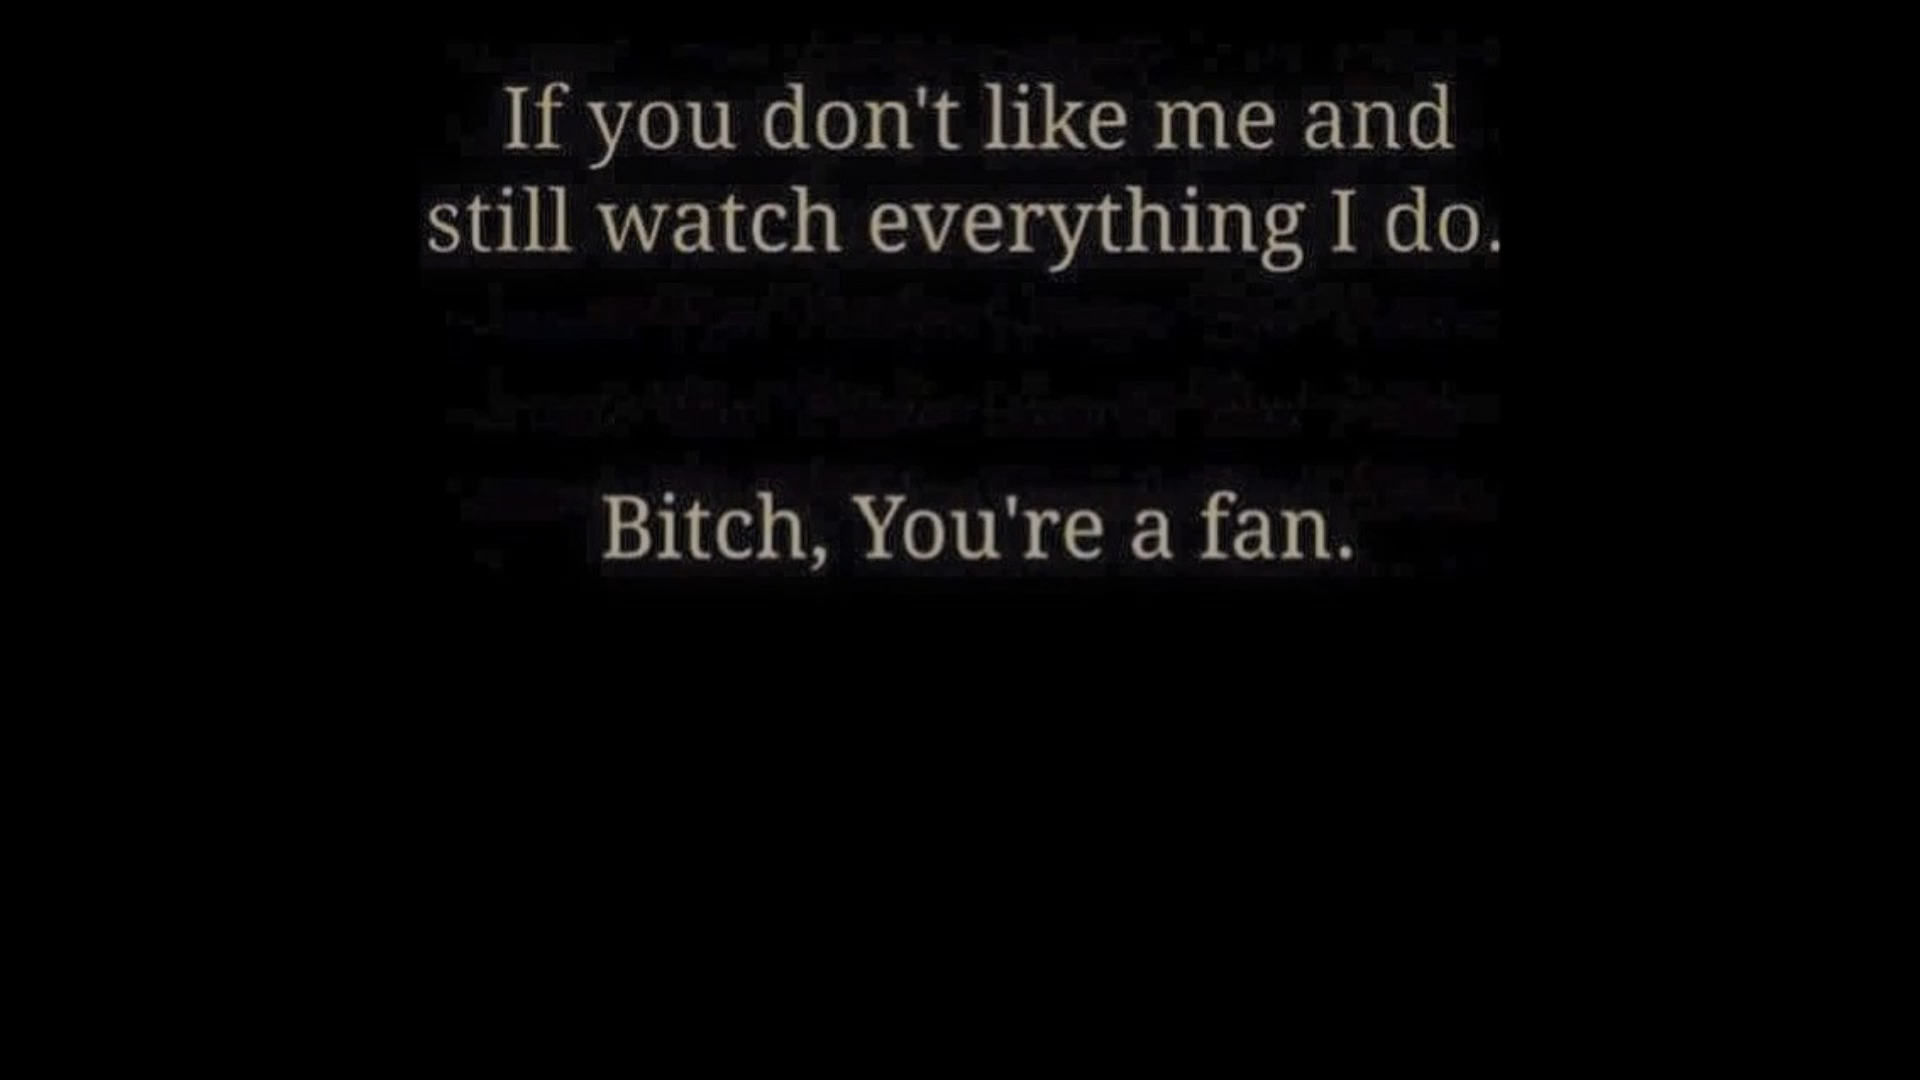 If you don't like me and
still watch everything I do.
Bitch, You're a fan.